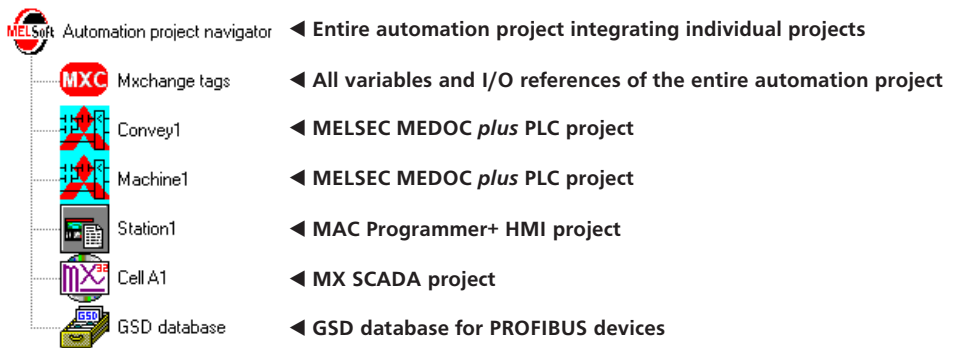 MELSoft Automation project navigator ◄ Entire automation project integrating individual projects
MXC Mxchange tags ◄ All variables and I/O references of the entire automation project
Convey1 ◄ MELSEC MEDOC plus PLC project
Machine1 ◄ MELSEC MEDOC plus PLC project
Station1 ◄ MAC Programmer+ HMI project
MX 32 Cell A1 ◄ MX SCADA project
GSD GSD database ◄ GSD database for PROFIBUS devices